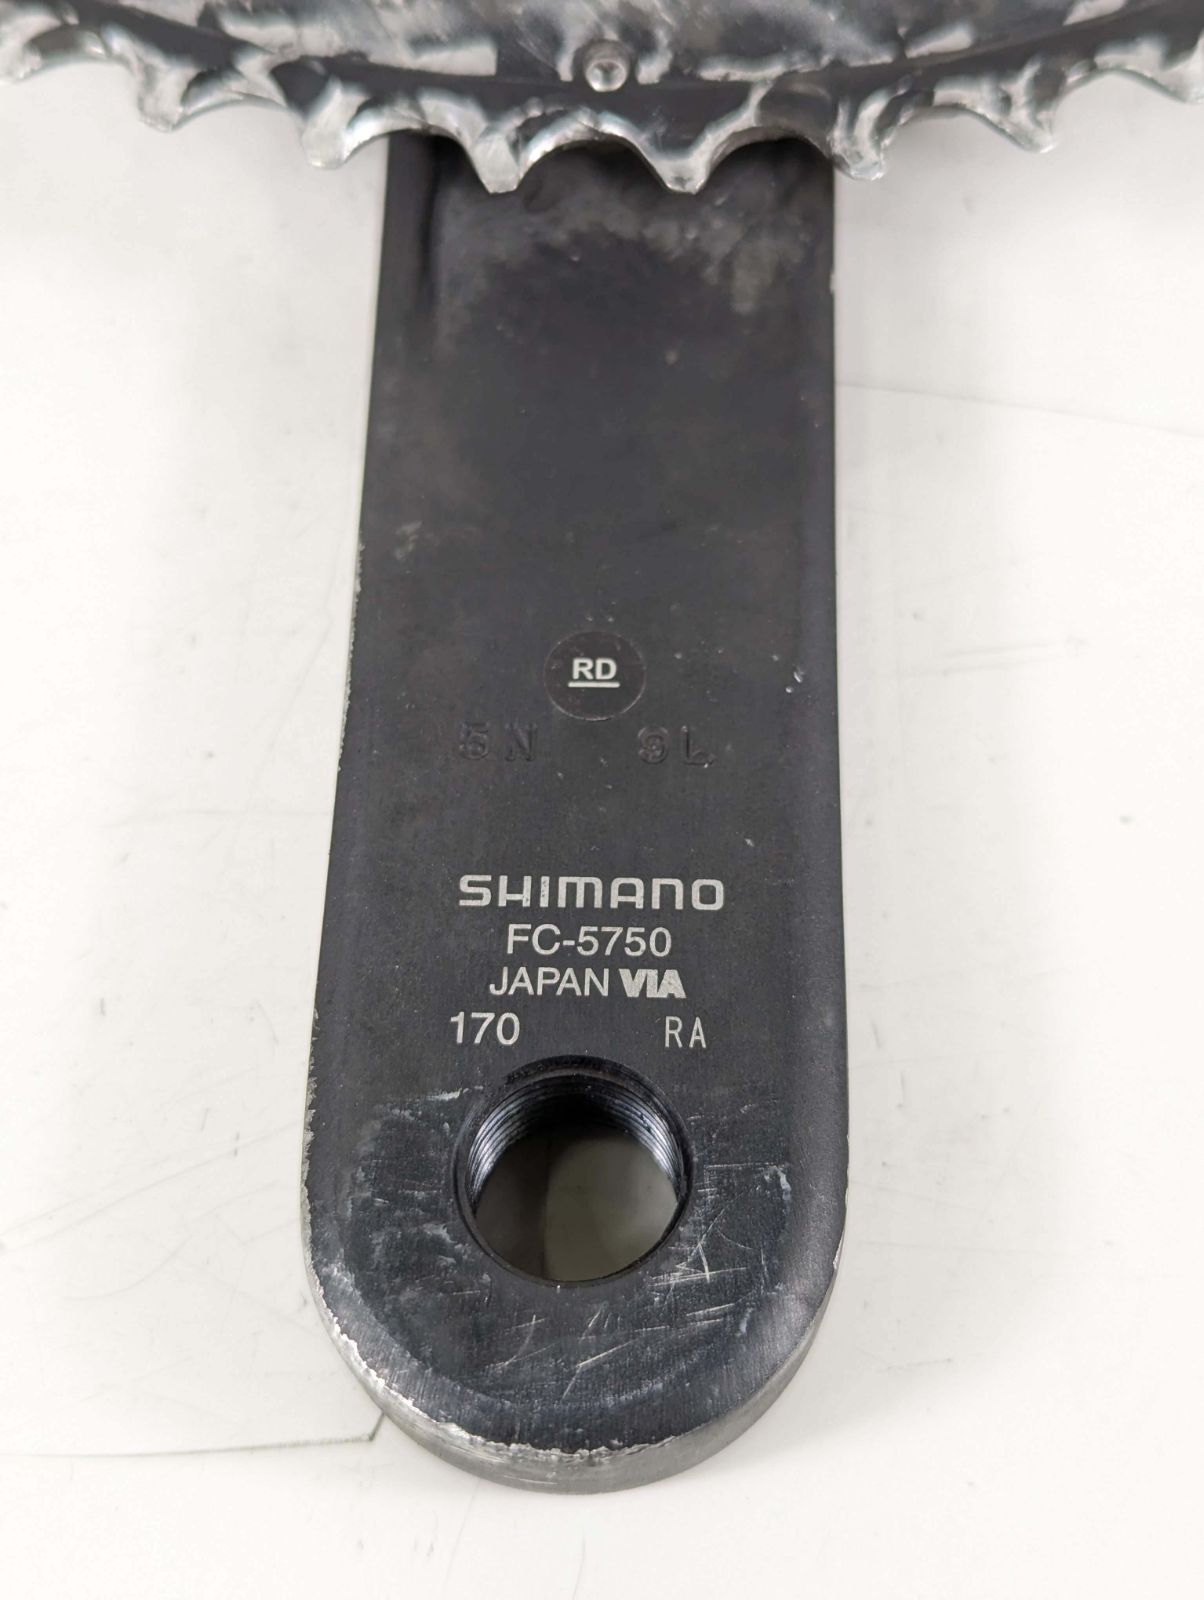 RD
5N 9L
SHIMANO
FC-5750
JAPAN VIA
170 RA